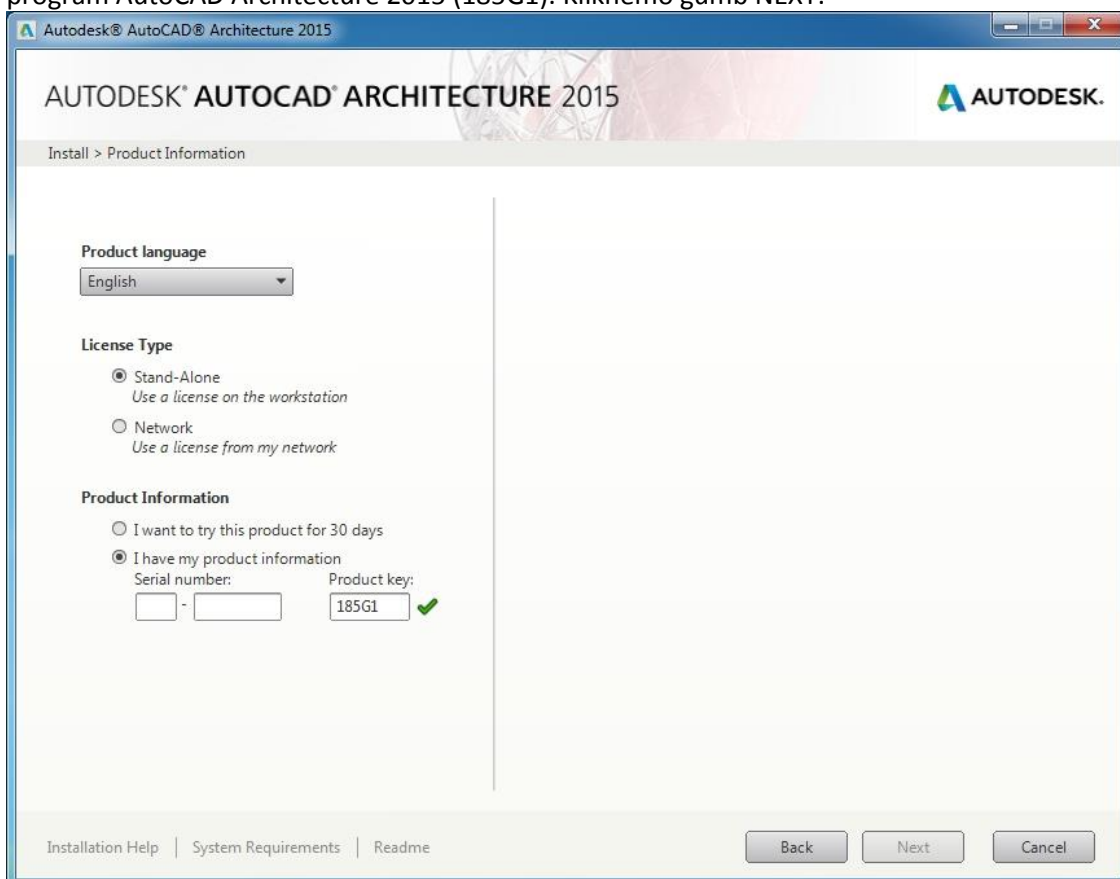 program AutoCAD Architecture 2015 (185G1). Kliknemo gumb NEXT.
Autodesk® AutoCAD® Architecture 2015
AUTODESK® AUTOCAD® ARCHITECTURE 2015
AUTODESK.
Install > Product Information
Product language
English
License Type
Stand-Alone
Use a license on the workstation
Network
Use a license from my network
Product Information
I want to try this product for 30 days
I have my product information
Serial number: Product key:
- 185G1
Installation Help | System Requirements | Readme
Back Next Cancel